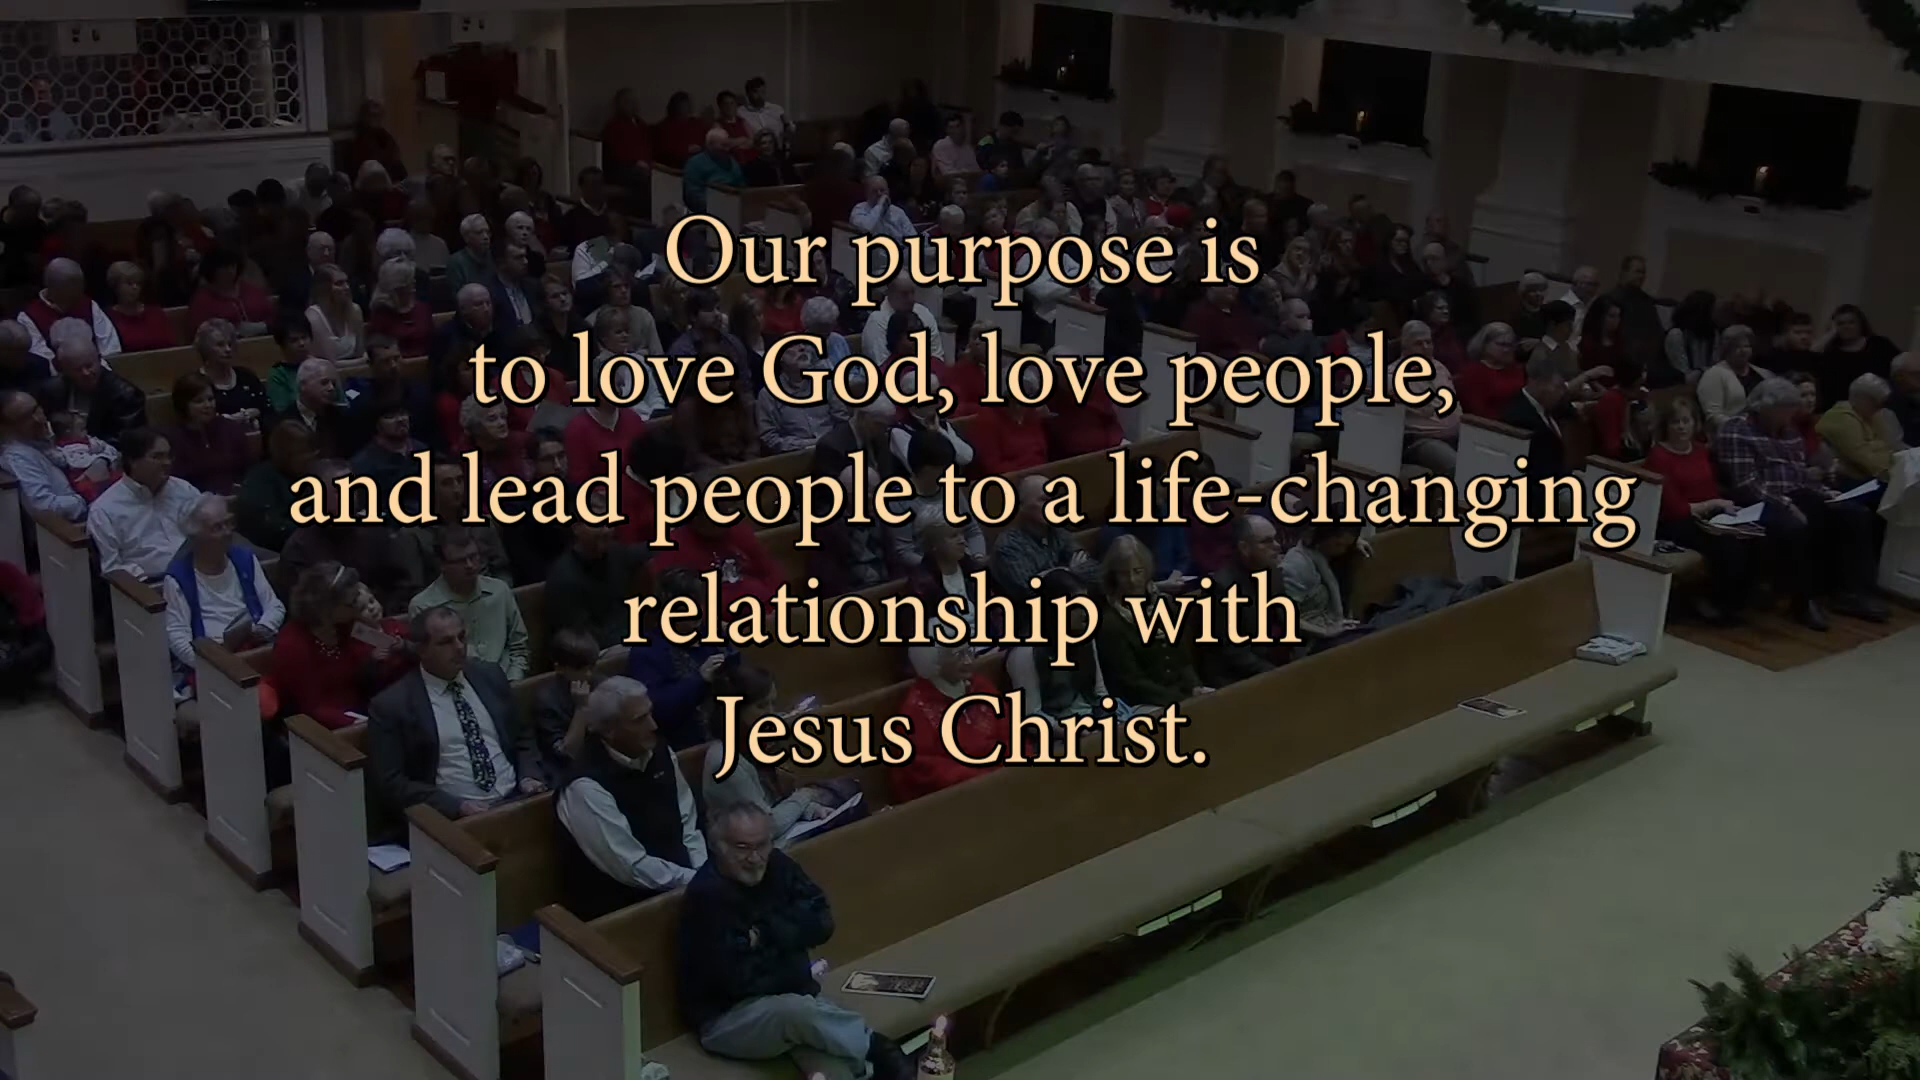 Our purpose is
to love God, love people,
and lead people to a life-changing
relationship with
Jesus Christ.